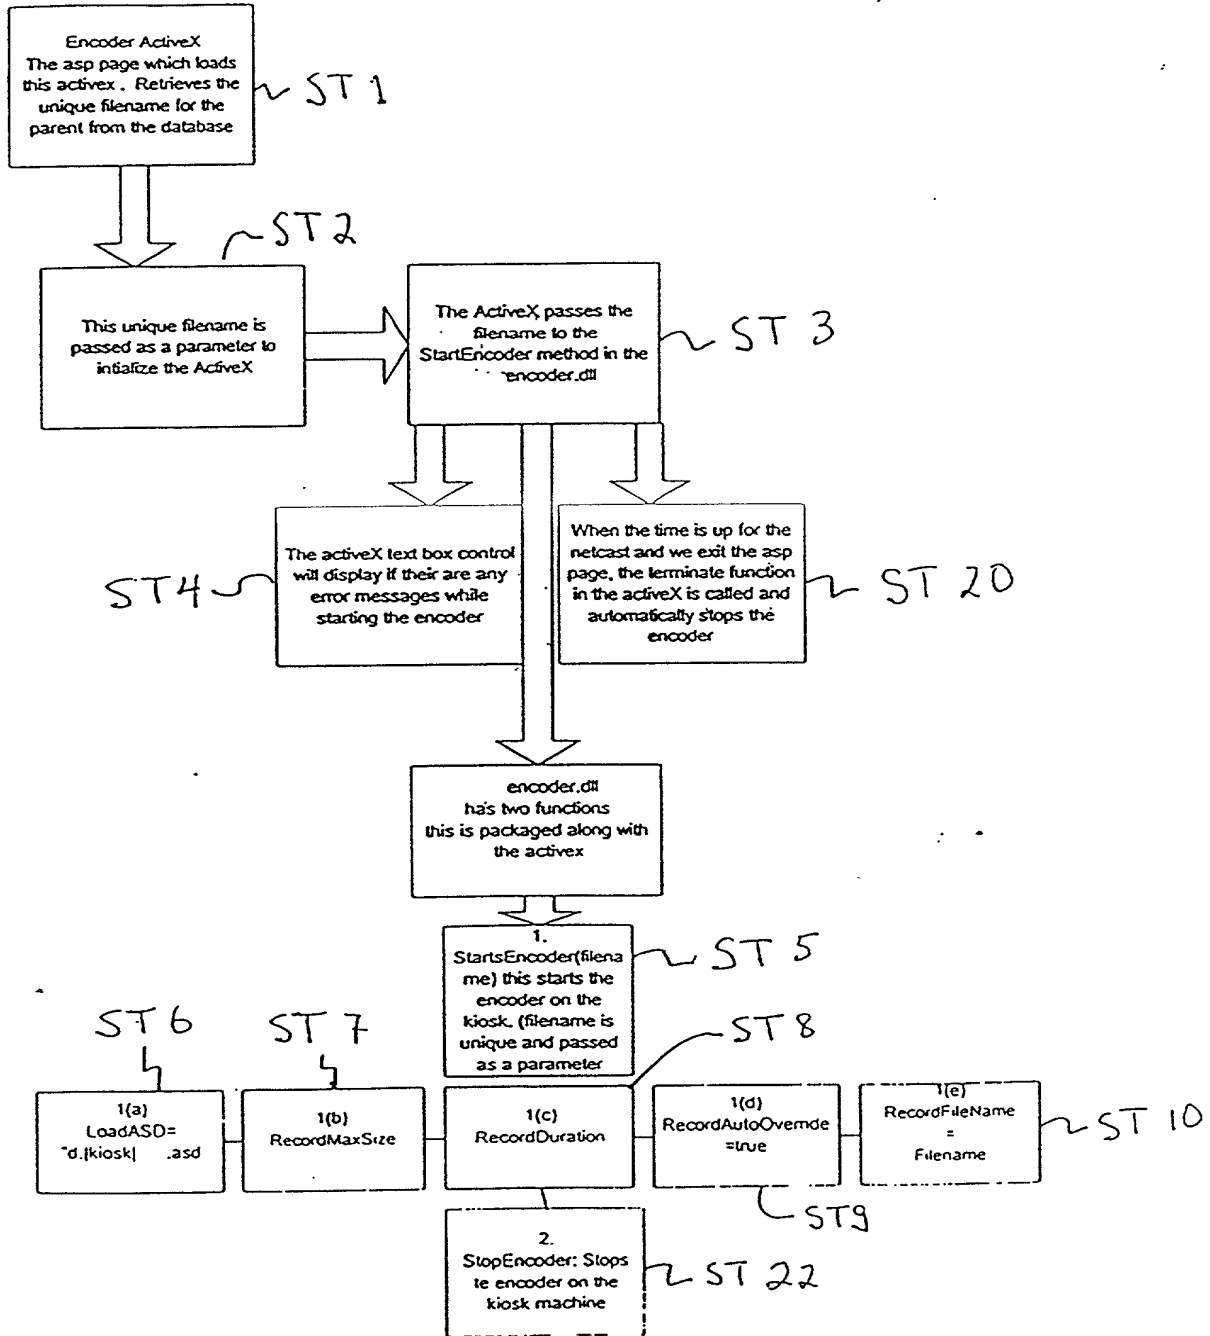 Encoder ActiveX
The asp page which loads
this activex . Retrieves the
unique filename for the
parent from the database
ST 1
ST 2
This unique filename is
passed as a parameter to
intialize the ActiveX
The ActiveX passes the
filename to the
StartEncoder method in the
encoder.dll
ST 3
The activeX text box control
will display if their are any
error messages while
starting the encoder
ST4
When the time is up for the
netcast and we exit the asp
page, the terminate function
in the activeX is called and
automatically stops the
encoder
ST 20
encoder.dll
has two functions
this is packaged along with
the activex
1.
StartsEncoder(filena
me) this starts the
encoder on the
kiosk. (filename is
unique and passed
as a parameter
ST 5
ST 6
ST 7
ST 8
1(a)
LoadASD=
.asd
1(b)
RecordMaxSize
1(c)
RecordDuration
1(d)
RecordAutoOverride
=true
1(e)
RecordFileName
=
Filename
ST 10
ST9
2.
StopEncoder: Stops
te encoder on the
kiosk machine
ST 22